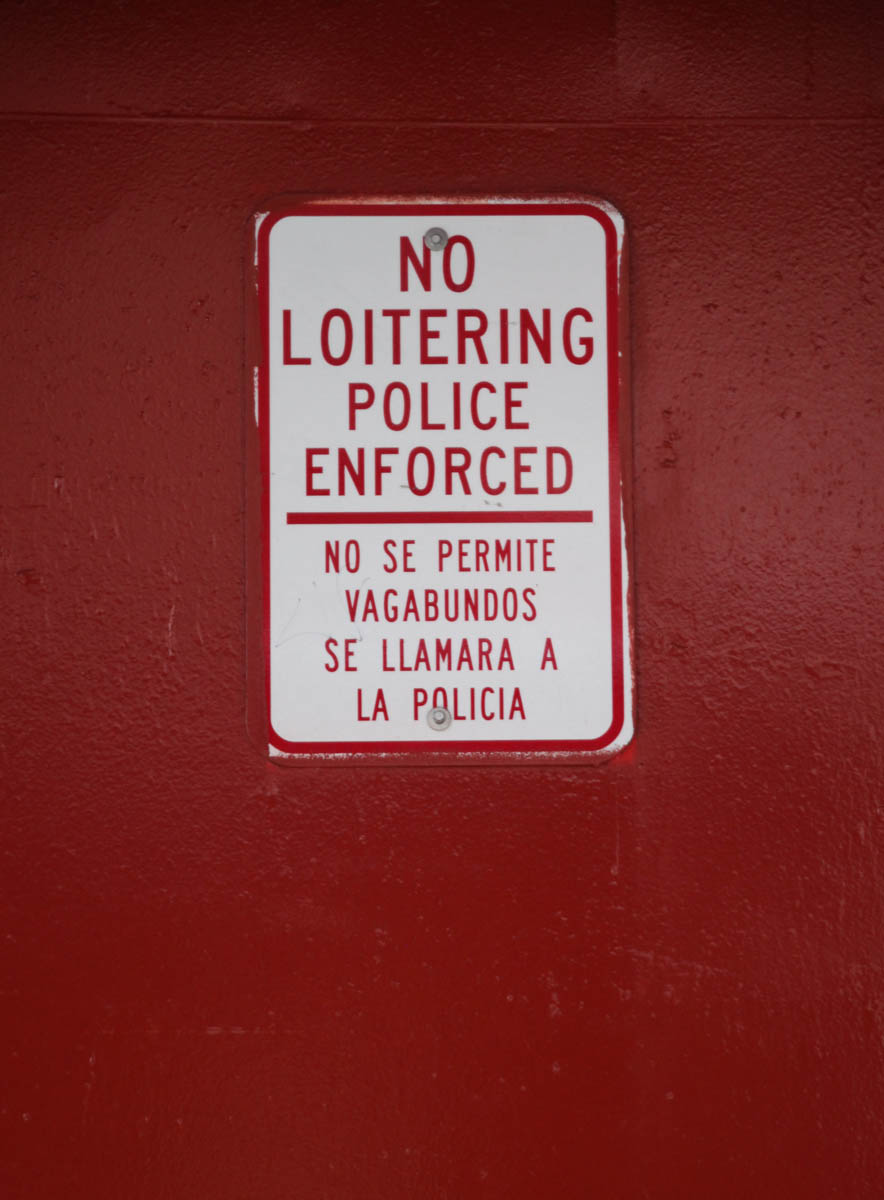 NO
LOITERING
POLICE
ENFORCED
NO SE PERMITE
VAGABUNDOS
SE LLAMARA A
LA POLICIA